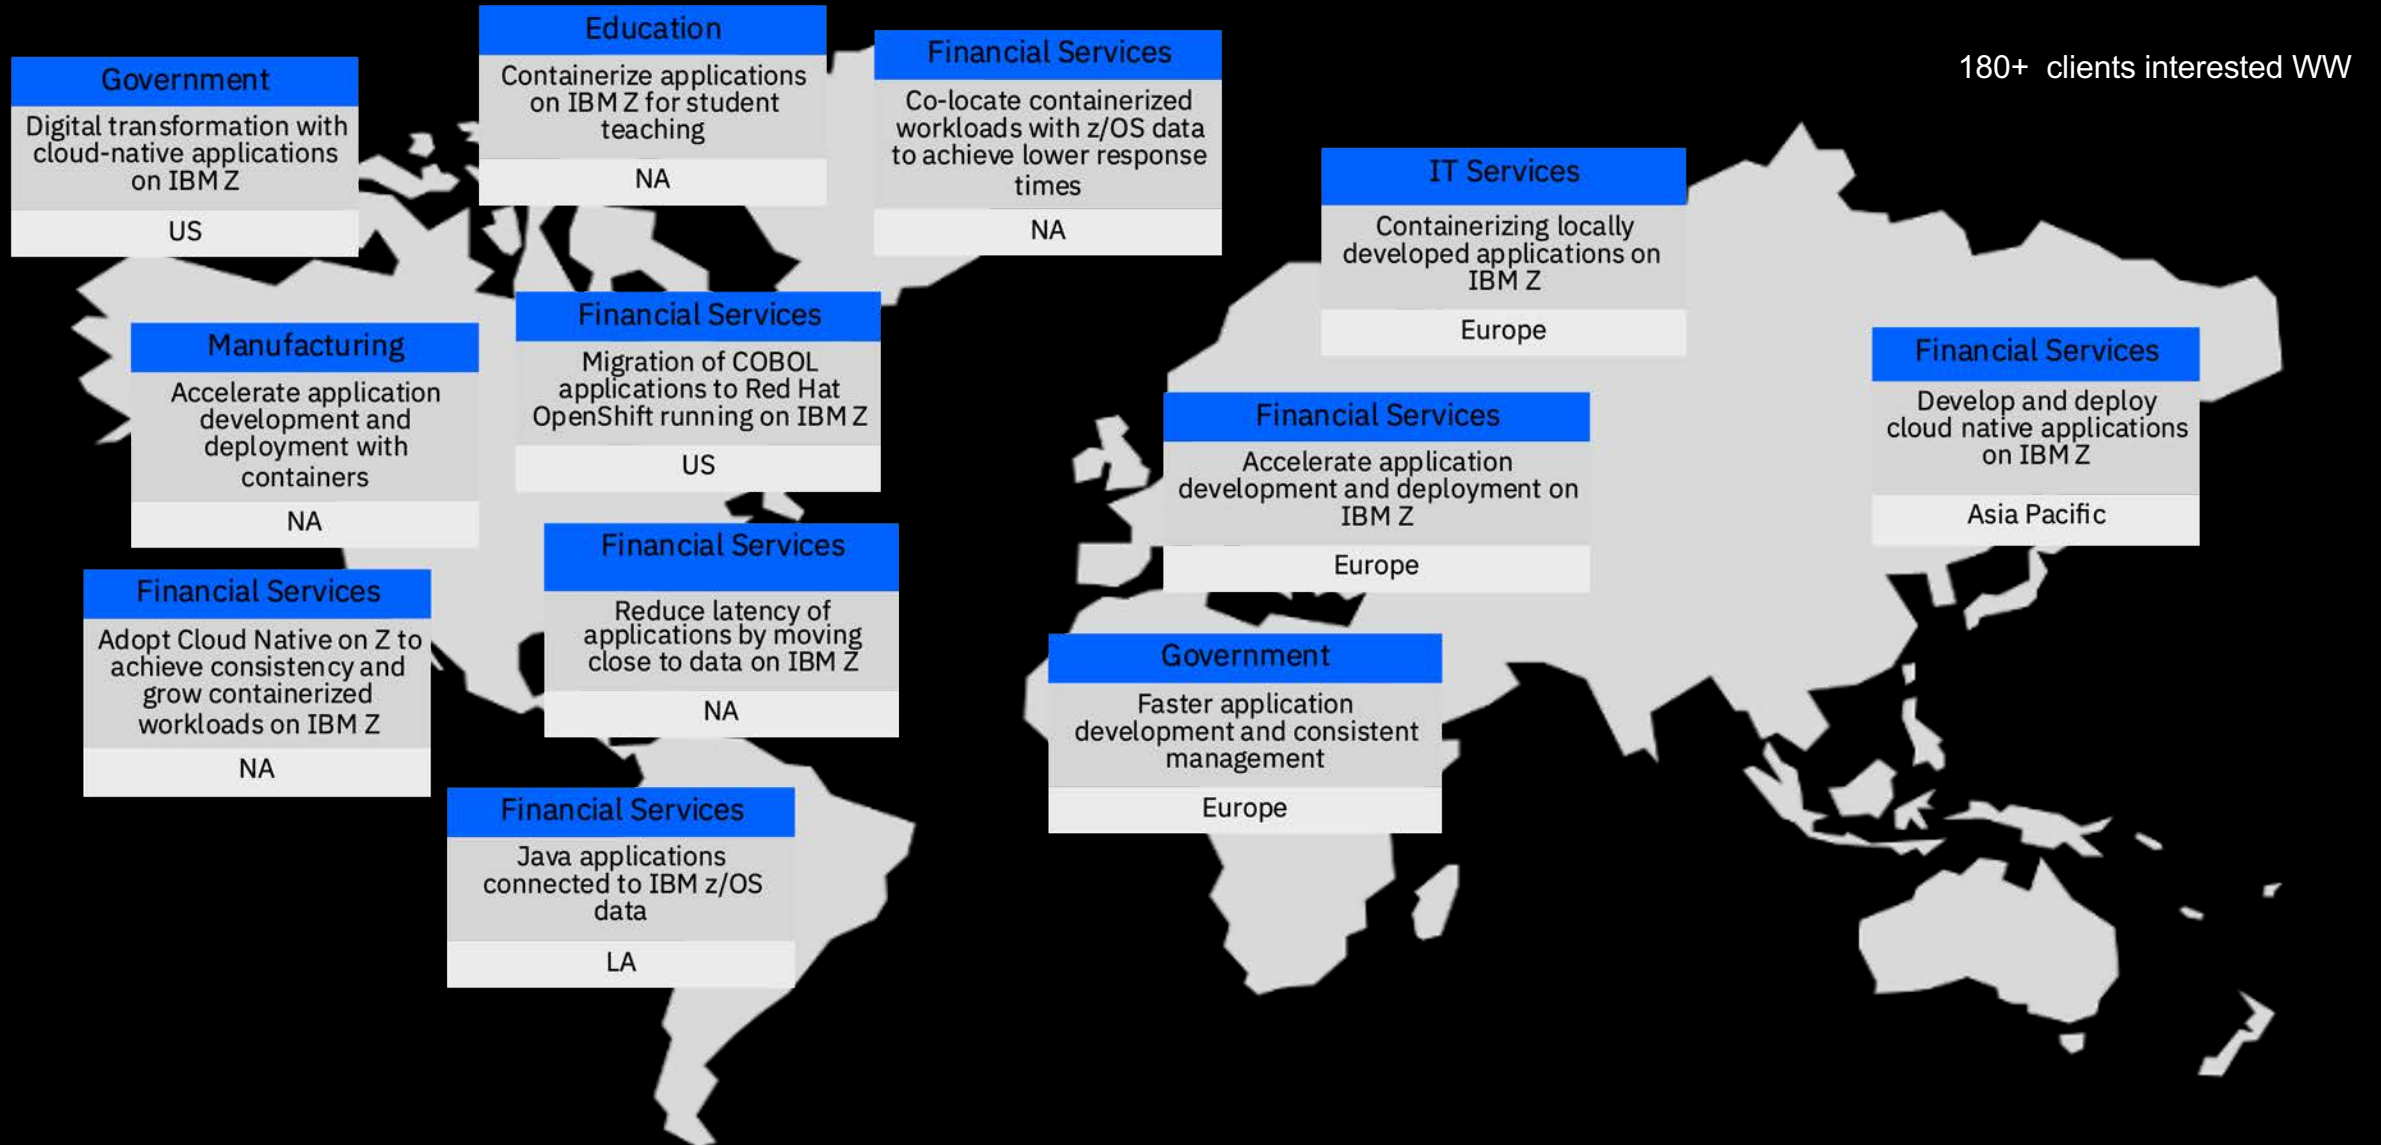 Education
Containerize applications
on IBM Z for student
teaching
NA
Financial Services
Co-locate containerized
workloads with z/OS data
to achieve lower response
times
NA
180+ clients interested WW
Government
Digital transformation with
cloud-native applications
on IBM Z
US
IT Services
Containerizing locally
developed applications on
IBM Z
Europe
Manufacturing
Accelerate application
development and
deployment with
containers
NA
Financial Services
Migration of COBOL
applications to Red Hat
OpenShift running on IBM Z
US
Financial Services
Accelerate application
development and deployment on
IBM Z
Europe
Financial Services
Develop and deploy
cloud native applications
on IBM Z
Asia Pacific
Financial Services
Adopt Cloud Native on Z to
achieve consistency and
grow containerized
workloads on IBM Z
NA
Financial Services
Reduce latency of
applications by moving
close to data on IBM Z
NA
Government
Faster application
development and consistent
management
Europe
Financial Services
Java applications
connected to IBM z/OS
data
LA